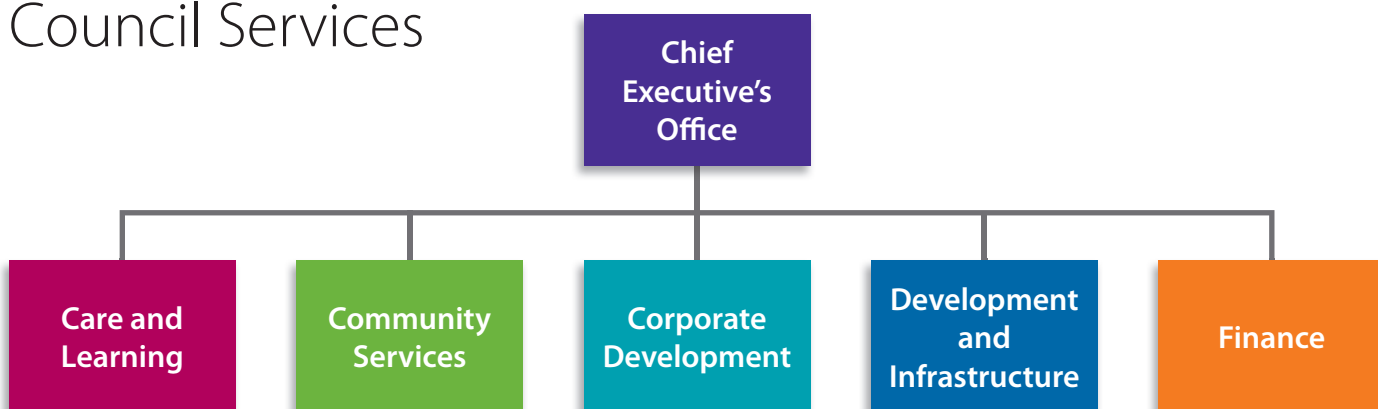 Council Services
Chief
Executive’s
Office
Care and
Learning
Community
Services
Corporate
Development
Development
and
Infrastructure
Finance